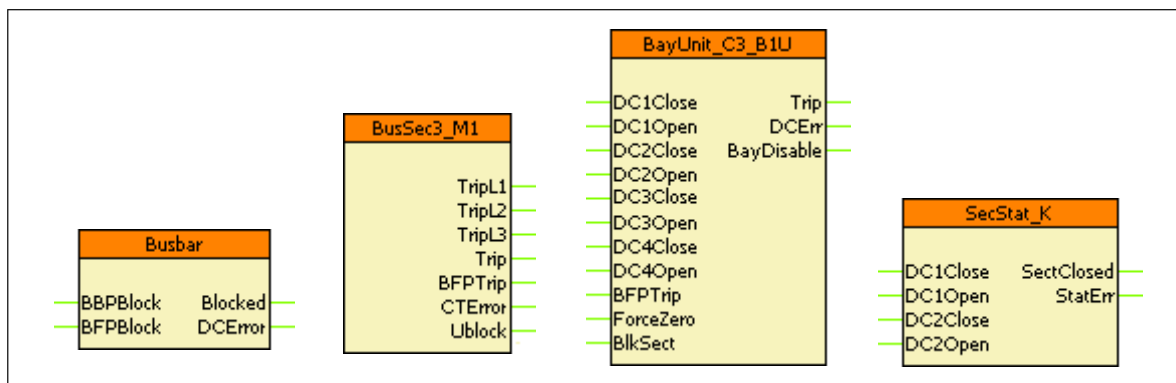 Busbar
BBPBlock Blocked
BFPBlock DCError
BusSec3_M1
TripL1
TripL2
TripL3
Trip
BFPTrip
CTError
Ublock
BayUnit_C3_B1U
DC1Close Trip
DC1Open DCErr
DC2Close BayDisable
DC2Open
DC3Close
DC3Open
DC4Close
DC4Open
BFPTrip
ForceZero
BlkSect
SecStat_K
DC1Close SectClosed
DC1Open StatErr
DC2Close
DC2Open